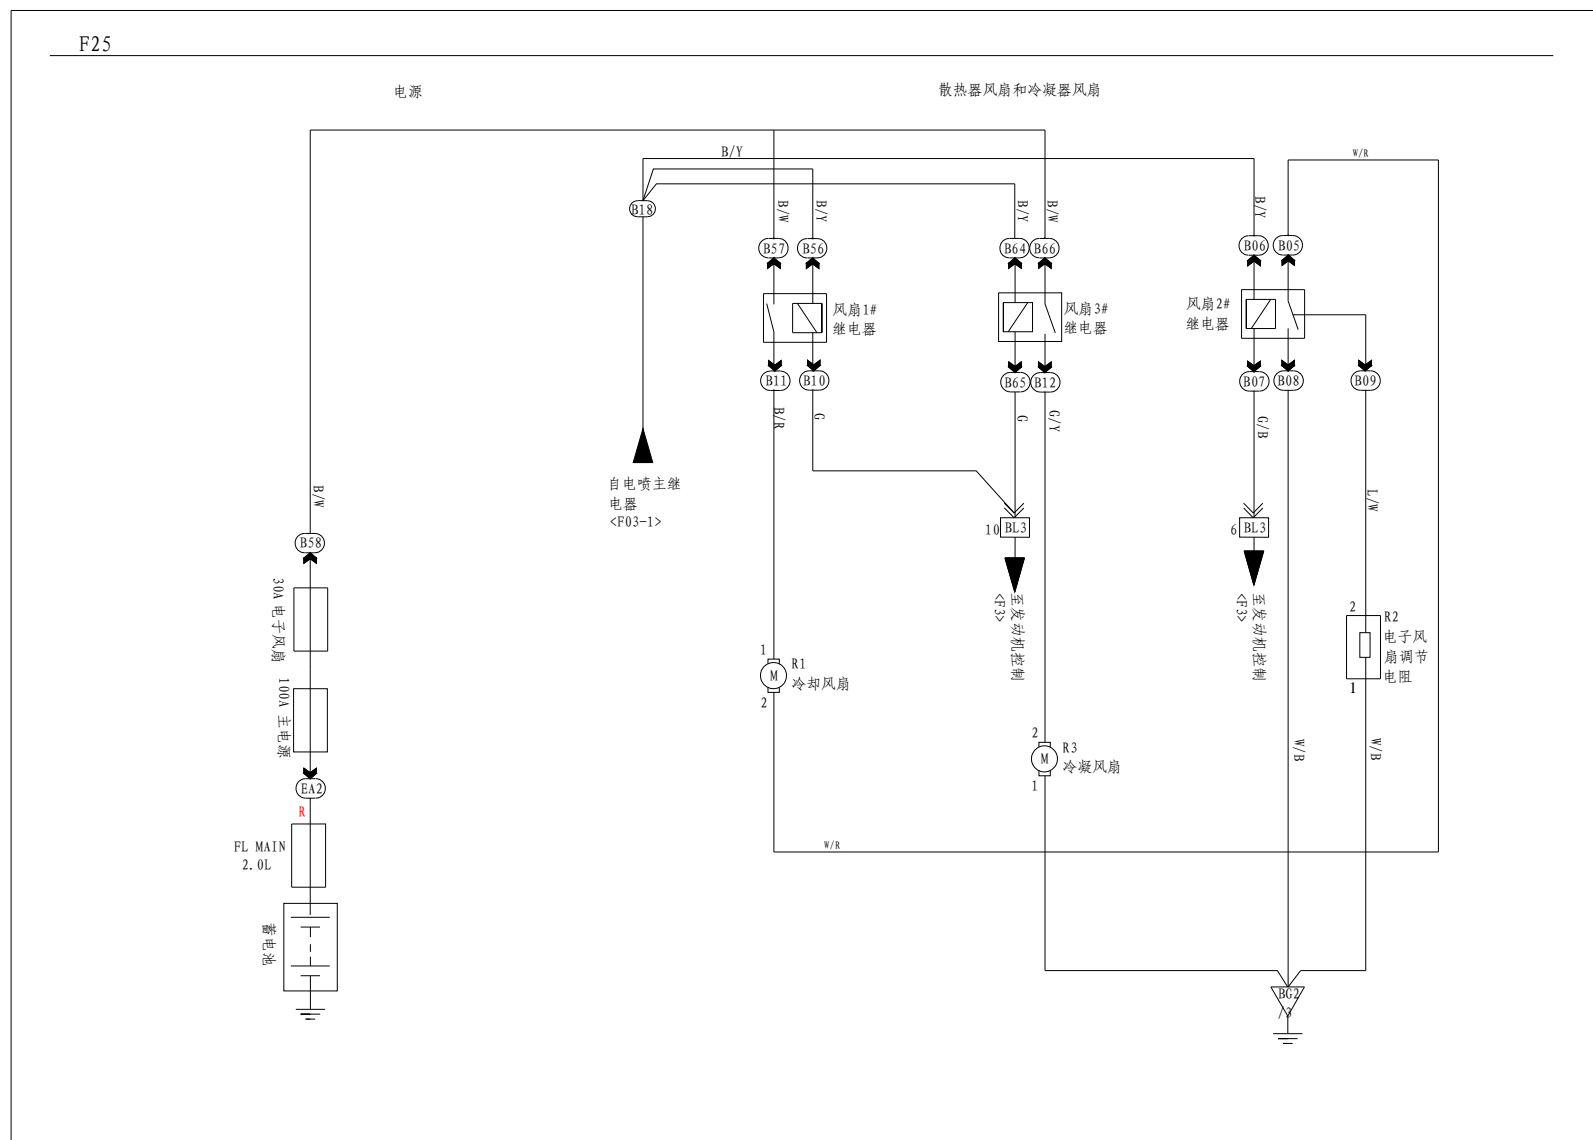 F25
电源
散热器风扇和冷凝器风扇
B/Y
W/R
B18
B/W
B/Y
B/Y
B/W
B/Y
B57
B56
B64
B66
B06
B05
风扇1#
继电器
风扇3#
继电器
风扇2#
继电器
B11
B10
B65
B12
B07
B08
B09
B/R
G
G
G/Y
G/B
自电喷主继
电器
<F03-1>
B/W
L/W
B58
10
BL3
6
BL3
30A 电子风扇
至发动机控制
<F3>
至发动机控制
<F3>
2
R2
电子风
扇调节
电阻
1
1
R1
M
冷却风扇
2
100A 主电源
2
R3
M
冷凝风扇
1
W/B
W/B
EA2
R
FL MAIN
2.0L
W/R
蓄电池
BG2
/3